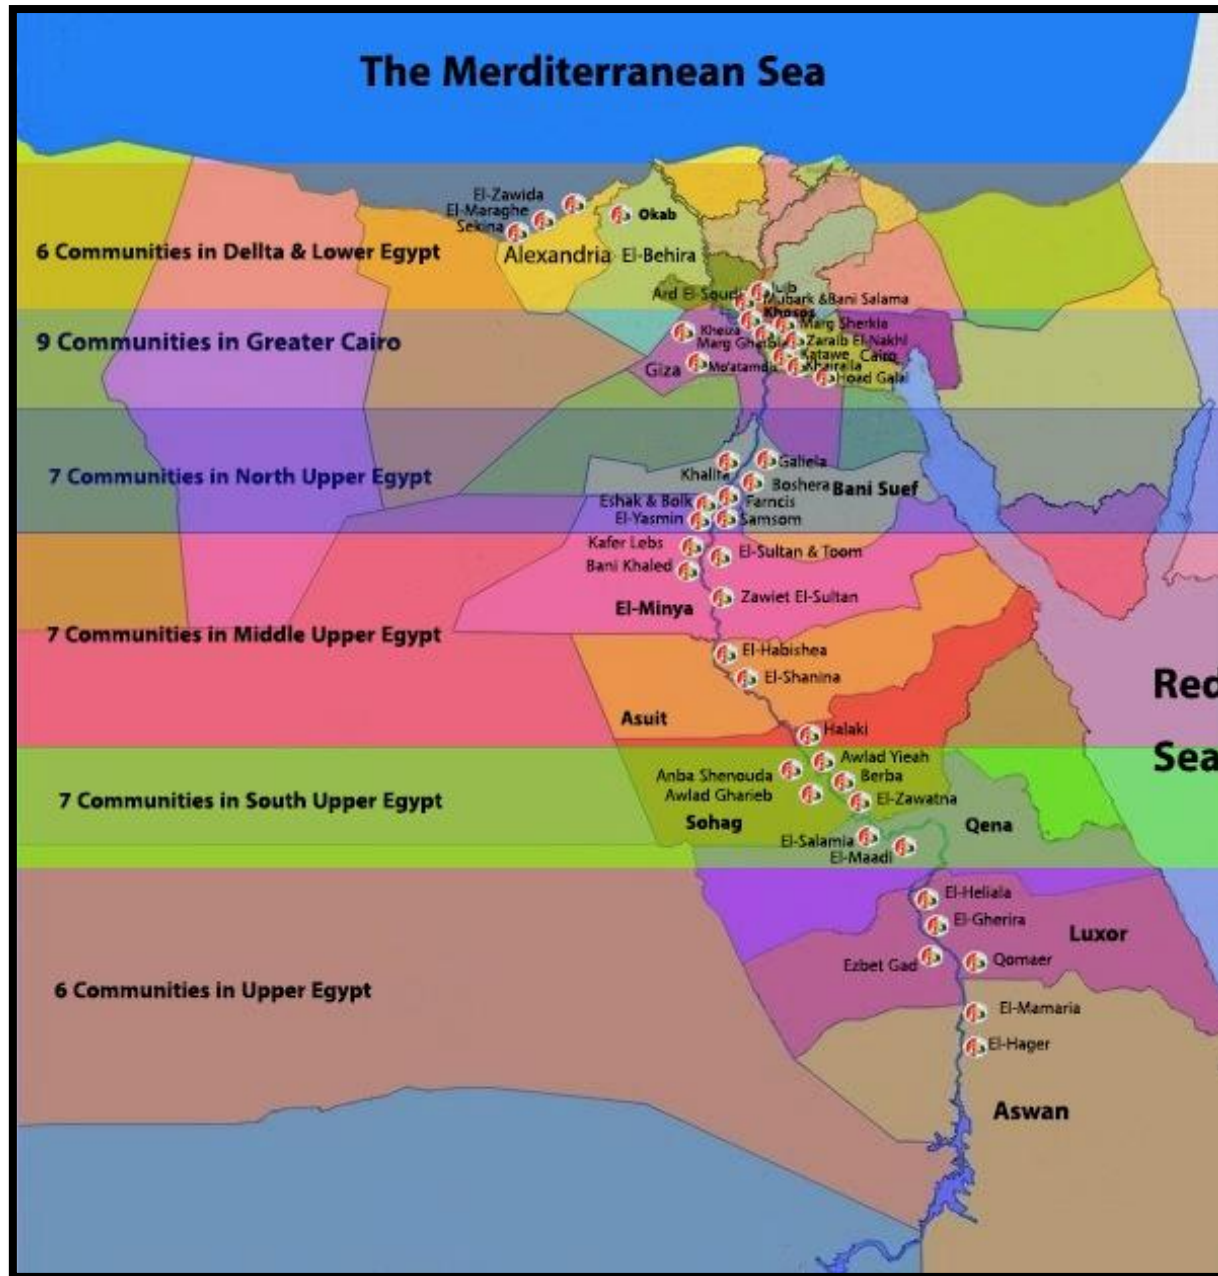 The Merditerranean Sea
El-Zawida
El-Maraghe
Sekina
Okab
Alexandria
El-Behira
6 Communities in Dellta & Lower Egypt
Ard El-Soudi
Mubark &Bani Salama
Khosos
Kheiza
Marg Sherkia
Marg Gharbia
Zaraib El-Nakhl
9 Communities in Greater Cairo
Katawe
Cairo
Giza
Mo'atamdia
Khairalla
Hoad Galal
Khalifa
Galiela
7 Communities in North Upper Egypt
Boshera
Bani Suef
Eshak & Bolk
Farncis
El-Yasmin
Samsom
Kafer Lebs
El-Sultan & Toom
Bani Khaled
Zawiet El-Sultan
El-Minya
7 Communities in Middle Upper Egypt
El-Habishea
El-Shanina
Red
Sea
Asuit
Halaki
Awlad Yieah
Anba Shenouda
Berba
Awlad Gharieb
El-Zawatna
7 Communities in South Upper Egypt
Sohag
Qena
El-Salamia
El-Maadi
El-Heliala
El-Gherira
Luxor
Ezbet Gad
Qomaer
6 Communities in Upper Egypt
El-Mamaria
El-Hager
Aswan